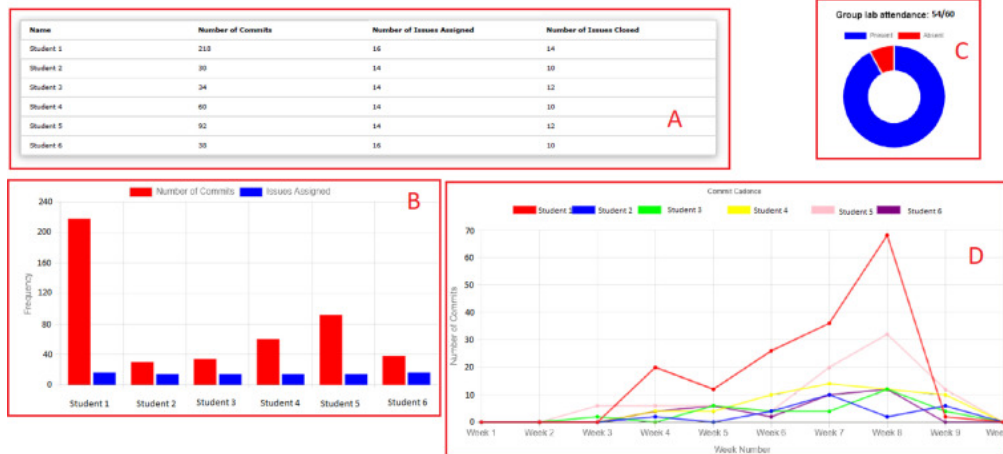 Name Number of Commits Number of Issues Assigned Number of Issues Closed
Student 1 218 16 14
Student 2 30 14 10
Student 3 34 14 12
Student 4 60 14 10
Student 5 92 14 12
Student 6 38 16 10
A
Group lab attendance: 54/60
Present Absent
C
Number of Commits Issues Assigned
B
Frequency
240
200
160
120
80
40
0
Student 1 Student 2 Student 3 Student 4 Student 5 Student 6
Commit Cadence
Student 1 Student 2 Student 3 Student 4 Student 5 Student 6
D
Number of Commits
70
60
50
40
30
20
10
0
Week 1 Week 2 Week 3 Week 4 Week 5 Week 6 Week 7 Week 8 Week 9 Week
Week Number